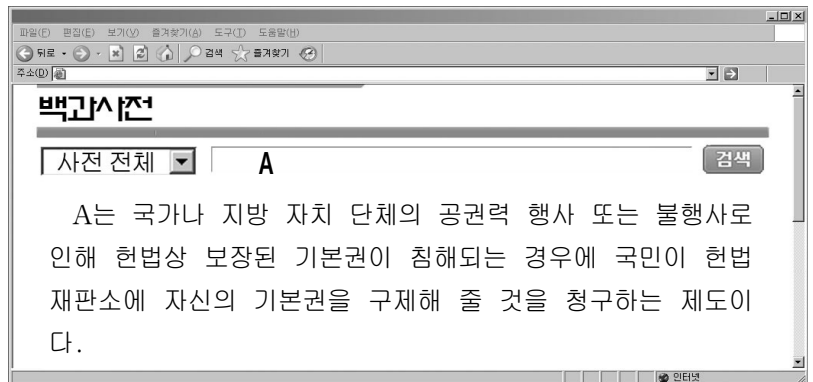 파일(F) 편집(E) 보기(V) 즐겨찾기(A) 도구(T) 도움말(H)
뒤로 검색 즐겨찾기
주소(D)
백과사전
사전 전체 A 검색
A는 국가나 지방 자치 단체의 공권력 행사 또는 불행사로
인해 헌법상 보장된 기본권이 침해되는 경우에 국민이 헌법
재판소에 자신의 기본권을 구제해 줄 것을 청구하는 제도이
다.
인터넷